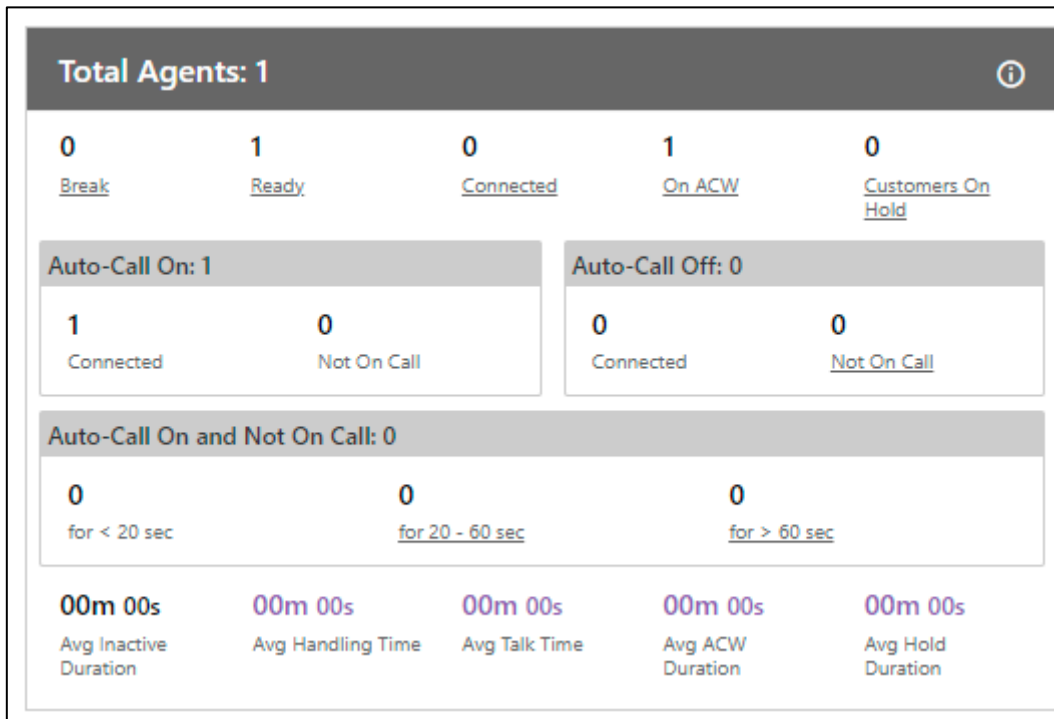 Total Agents: 1
0 1 0 1 0
Break Ready Connected On ACW Customers On
Hold
Auto-Call On: 1 Auto-Call Off: 0
1 0 0 0
Connected Not On Call Connected Not On Call
Auto-Call On and Not On Call: 0
0 0 0
for < 20 sec for 20 - 60 sec for > 60 sec
00m 00s 00m 00s 00m 00s 00m 00s 00m 00s
Avg Inactive Avg Handling Time Avg Talk Time Avg ACW Avg Hold
Duration Duration Duration